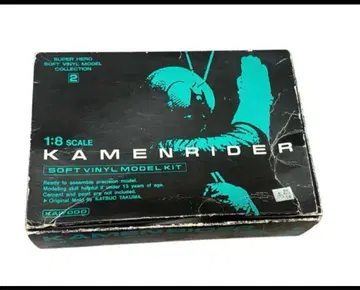 SUPER HERO
SOFT VINYL MODEL
COLLECTION
2
1:8 SCALE
KAMENRIDER
SOFT VINYL MODEL KIT
Ready to assemble precision model.
Modelling skill helpful if under 13 years of age.
Cement and paint are not included.
Original Mold by KATSUO TAKUMA.
KAIYODO
KAMENRIDER